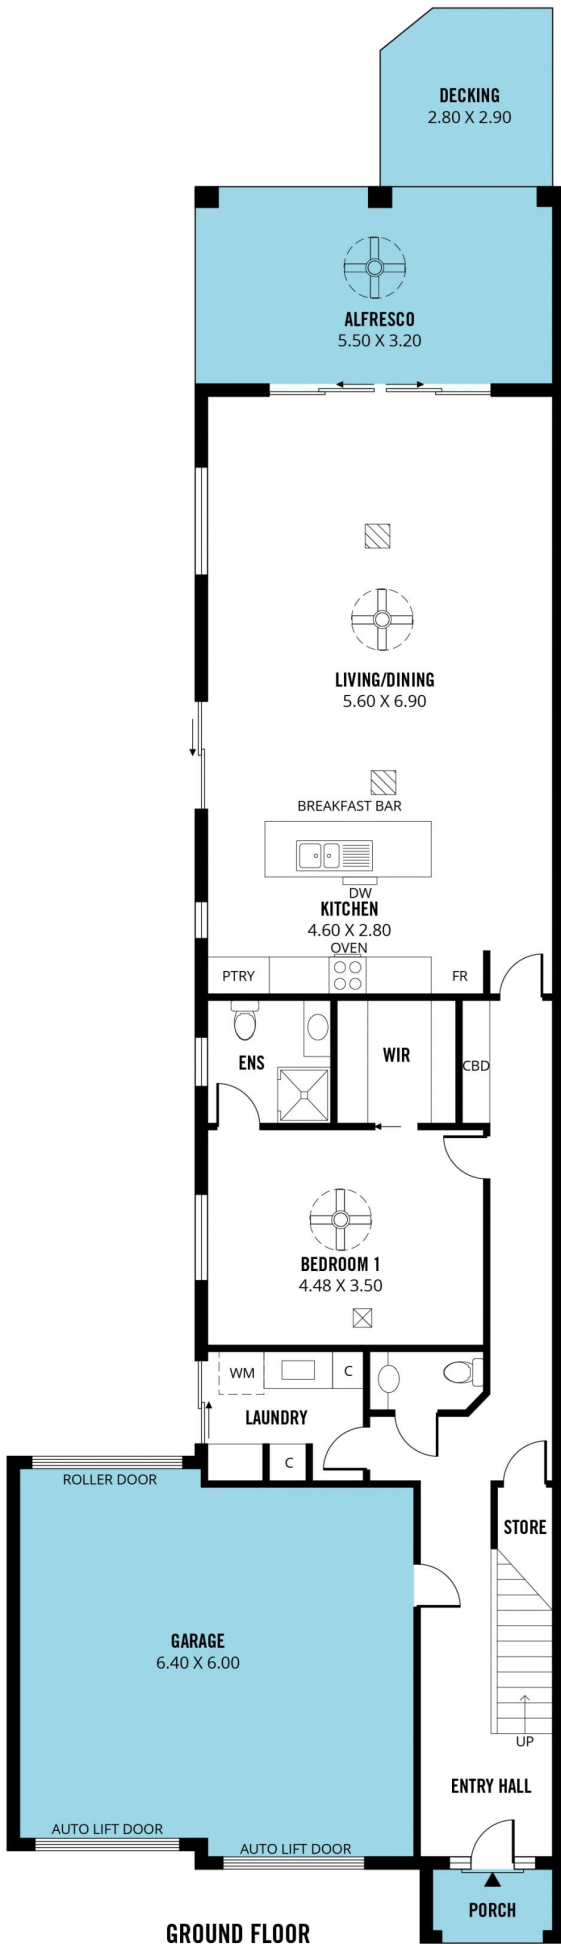 DECKING
2.80 X 2.90
ALFRESCO
5.50 X 3.20
LIVING/DINING
5.60 X 6.90
BREAKFAST BAR
DW
KITCHEN
4.60 X 2.80
OVEN
PTRY
FR
ENS
WIR
CBD
BEDROOM 1
4.48 X 3.50
WM
C
LAUNDRY
C
ROLLER DOOR
STORE
GARAGE
6.40 X 6.00
UP
ENTRY HALL
AUTO LIFT DOOR
AUTO LIFT DOOR
PORCH
GROUND FLOOR